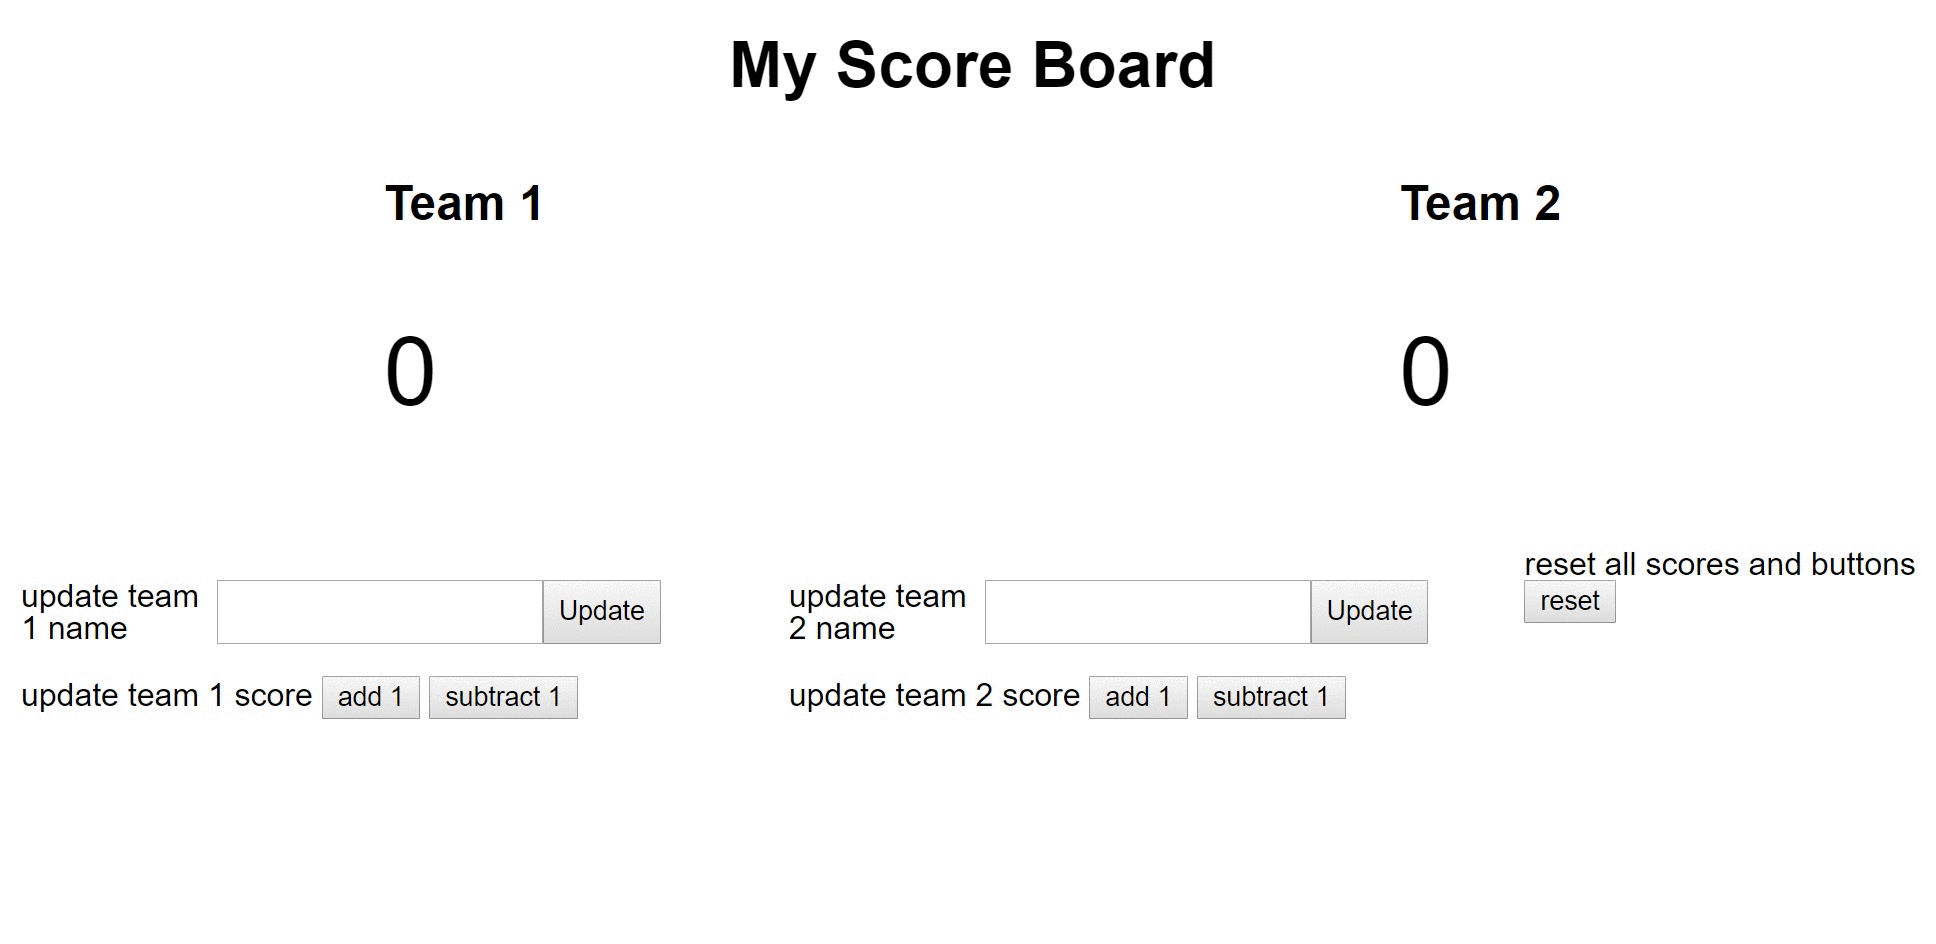 My Score Board
Team 1
Team 2
0
0
update team
1 name
Update
update team 1 score add 1 subtract 1
update team
2 name
Update
update team 2 score add 1 subtract 1
reset all scores and buttons
reset